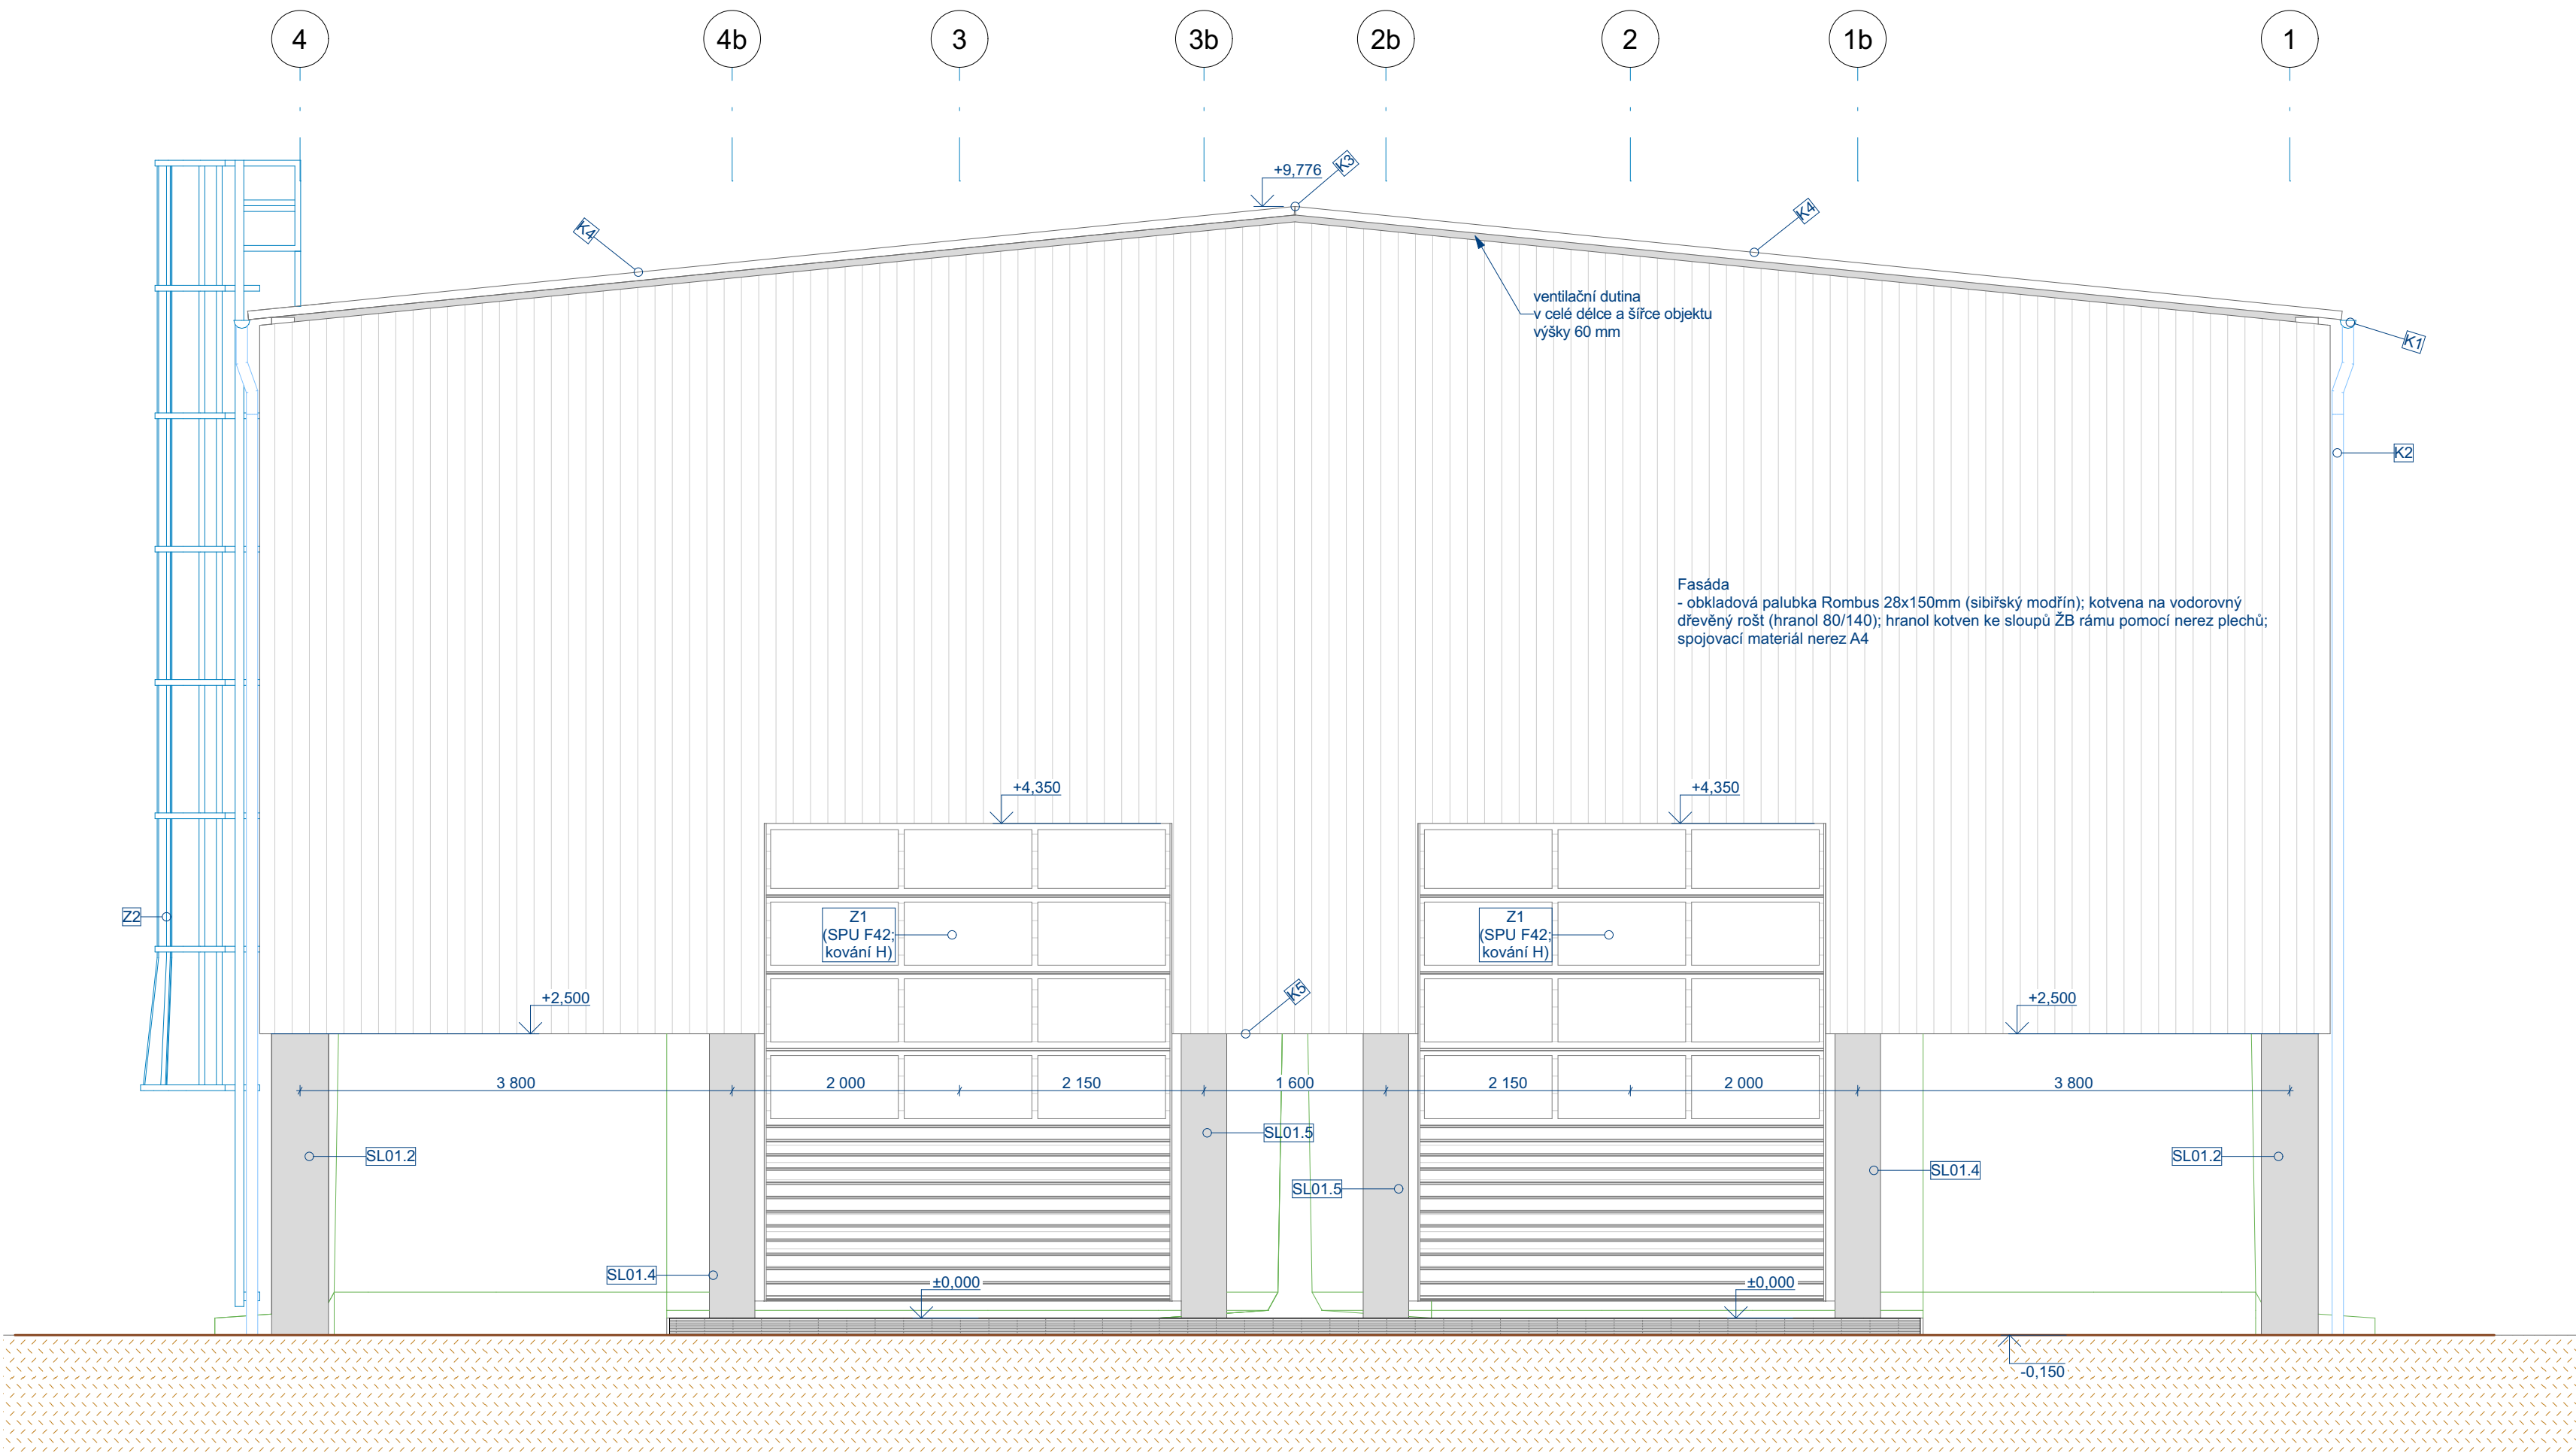 4 4b 3 3b 2b 2 1b 1
+9,776
K3
K4
K4
ventilační dutina
v celé délce a šířce objektu
výšky 60 mm
K1
K2
Fasáda
- obkladová palubka Rombus 28x150mm (sibiřský modřín); kotvena na vodorovný
dřevěný rošt (hranol 80/140); hranol kotven ke sloupů ŽB rámu pomocí nerez plechů;
spojovací materiál nerez A4
+4,350
+4,350
Z2
Z1
(SPU F42;
kování H)
Z1
(SPU F42;
kování H)
+2,500
K5
+2,500
3 800 2 000 2 150 1 600 2 150 2 000 3 800
SL01.5
SL01.2
SL01.2
SL01.4
SL01.5
SL01.4
±0,000
±0,000
-0,150